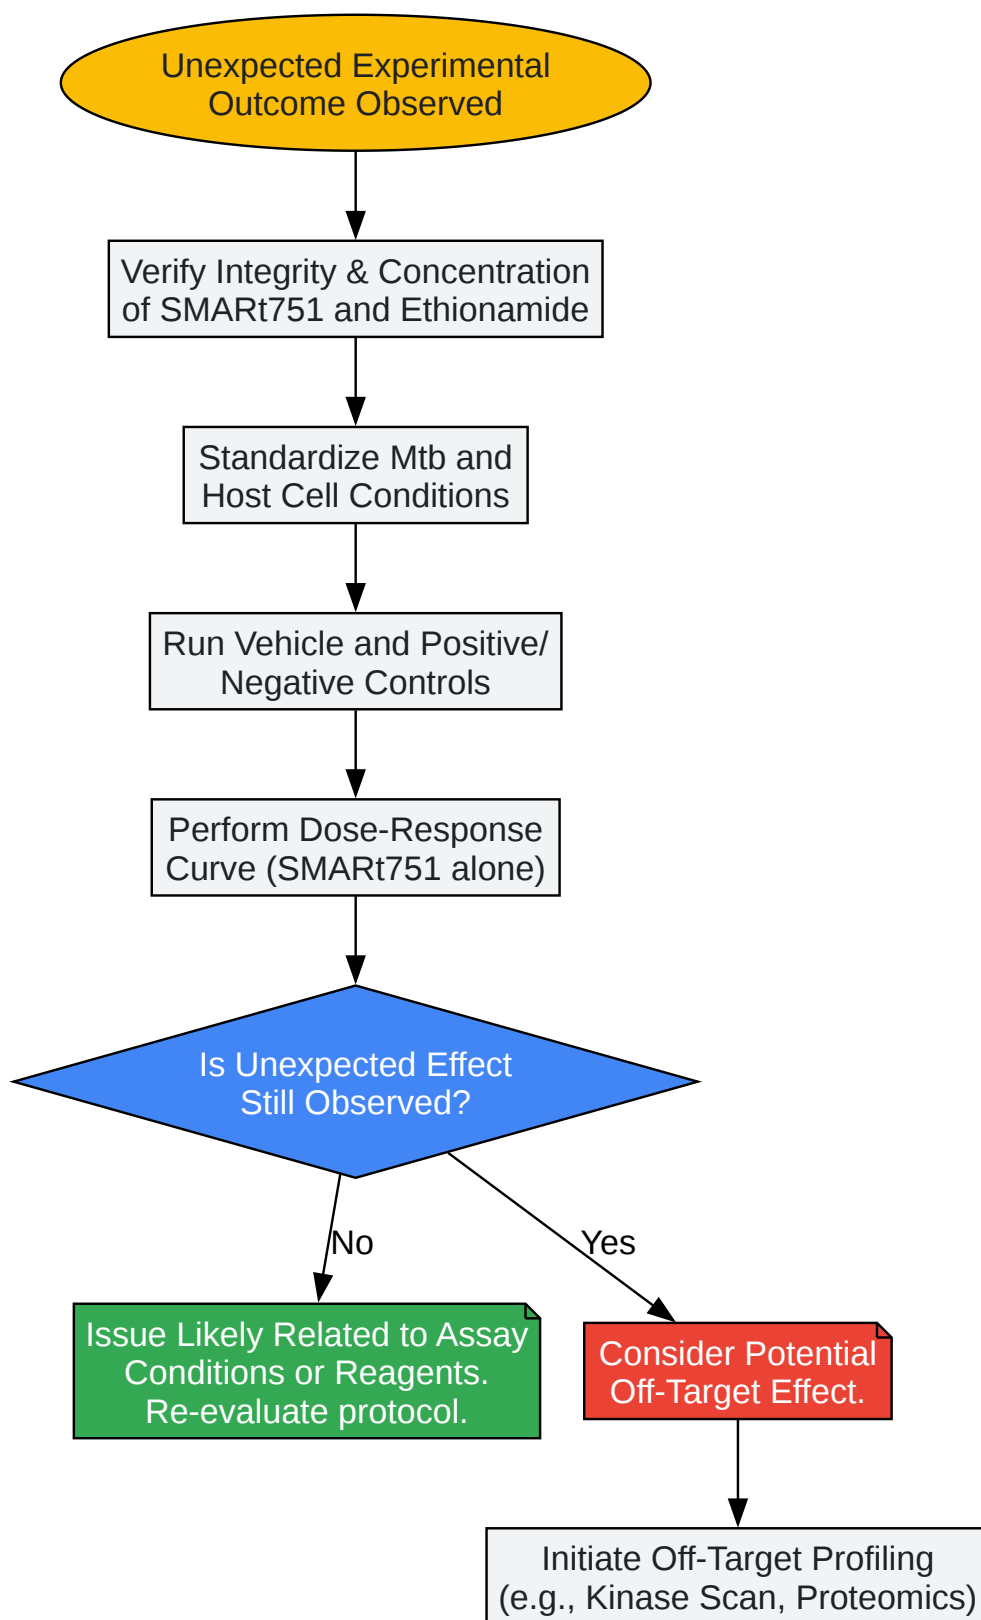 Unexpected Experimental
Outcome Observed
Verify Integrity & Concentration
of SMARt751 and Ethionamide
Standardize Mtb and
Host Cell Conditions
Run Vehicle and Positive/
Negative Controls
Perform Dose-Response
Curve (SMARt751 alone)
Is Unexpected Effect
Still Observed?
No
Yes
Issue Likely Related to Assay
Conditions or Reagents.
Re-evaluate protocol.
Consider Potential
Off-Target Effect.
Initiate Off-Target Profiling
(e.g., Kinase Scan, Proteomics)